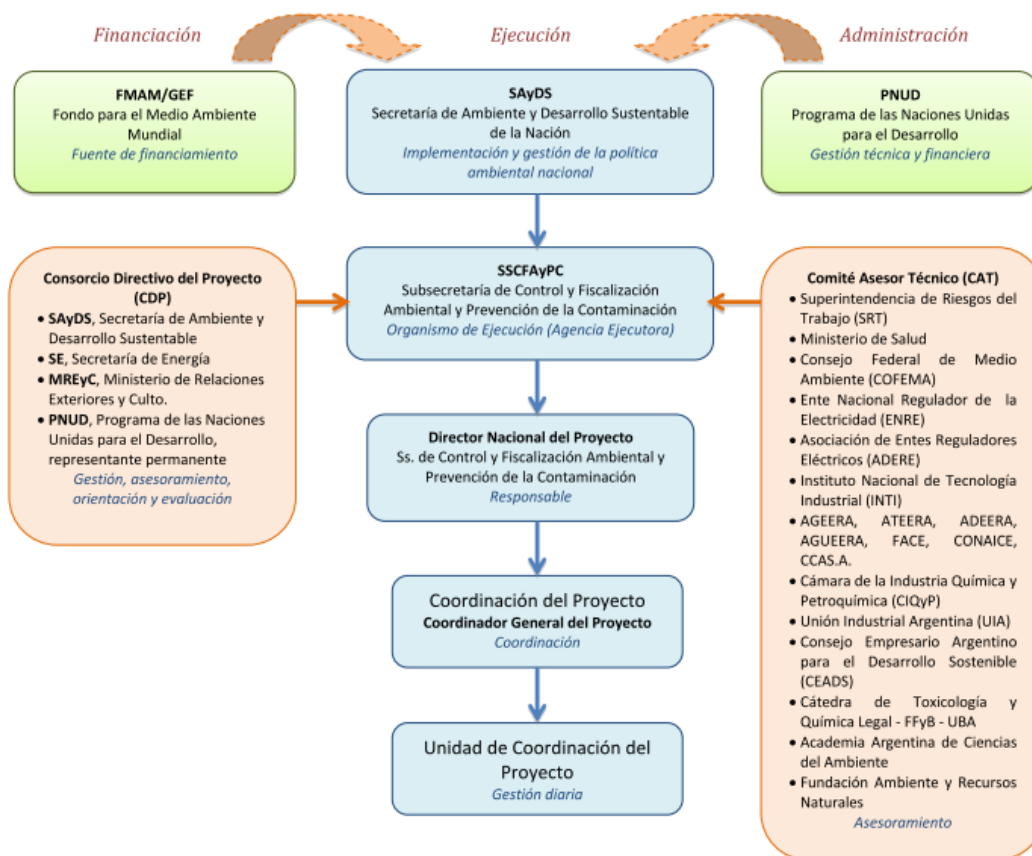 Financiación
Ejecución
Administración
FMAM/GEF
Fondo para el Medio Ambiente
Mundial
Fuente de financiamiento
SAyDS
Secretaría de Ambiente y Desarrollo Sustentable
de la Nación
Implementación y gestión de la política
ambiental nacional
PNUD
Programa de las Naciones Unidas
para el Desarrollo
Gestión técnica y financiera
Consorcio Directivo del Proyecto
(CDP)
• SAyDS, Secretaría de Ambiente y
Desarrollo Sustentable
• SE, Secretaría de Energía
• MREyC, Ministerio de Relaciones
Exteriores y Culto.
• PNUD, Programa de las Naciones
Unidas para el Desarrollo,
representante permanente
Gestión, asesoramiento,
orientación y evaluación
SSCFAyPC
Subsecretaría de Control y Fiscalización
Ambiental y Prevención de la Contaminación
Organismo de Ejecución (Agencia Ejecutora)
Director Nacional del Proyecto
Ss. de Control y Fiscalización Ambiental y
Prevención de la Contaminación
Responsable
Coordinación del Proyecto
Coordinador General del Proyecto
Coordinación
Unidad de Coordinación del
Proyecto
Gestión diaria
Comité Asesor Técnico (CAT)
• Superintendencia de Riesgos del
Trabajo (SRT)
• Ministerio de Salud
• Consejo Federal de Medio
Ambiente (COFEMA)
• Ente Nacional Regulador de la
Electricidad (ENRE)
• Asociación de Entes Reguladores
Eléctricos (ADERE)
• Instituto Nacional de Tecnología
Industrial (INTI)
• AGEERA, ATEERA, ADEERA,
AGUEERA, FACE, CONAICE,
CCAS.A.
• Cámara de la Industria Química y
Petroquímica (CIQyP)
• Unión Industrial Argentina (UIA)
• Consejo Empresario Argentino
para el Desarrollo Sostenible
(CEADS)
• Cátedra de Toxicología y
Química Legal - FFyB - UBA
• Academia Argentina de Ciencias
del Ambiente
• Fundación Ambiente y Recursos
Naturales
Asesoramiento